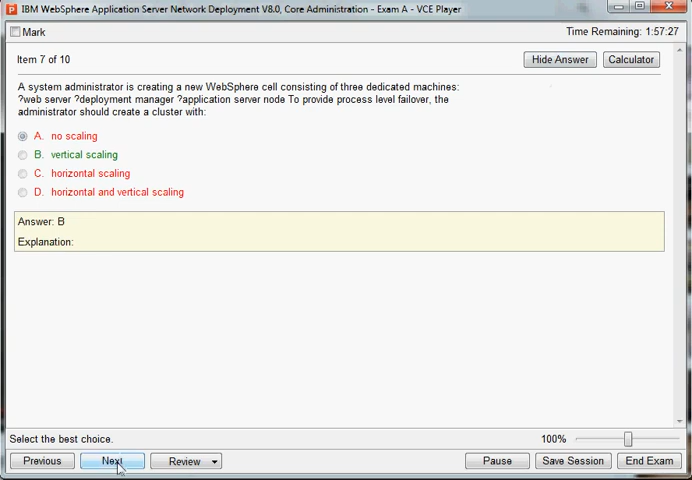 IBM WebSphere Application Server Network Deployment V8.0, Core Administration - Exam A - VCE Player
Mark
Time Remaining: 1:57:27
Item 7 of 10
Hide Answer
Calculator
A system administrator is creating a new WebSphere cell consisting of three dedicated machines:
?web server ?deployment manager ?application server node To provide process level failover, the
administrator should create a cluster with:
A. no scaling
B. vertical scaling
C. horizontal scaling
D. horizontal and vertical scaling
Answer: B
Explanation:
Select the best choice.
100%
Previous
Next
Review
Pause
Save Session
End Exam